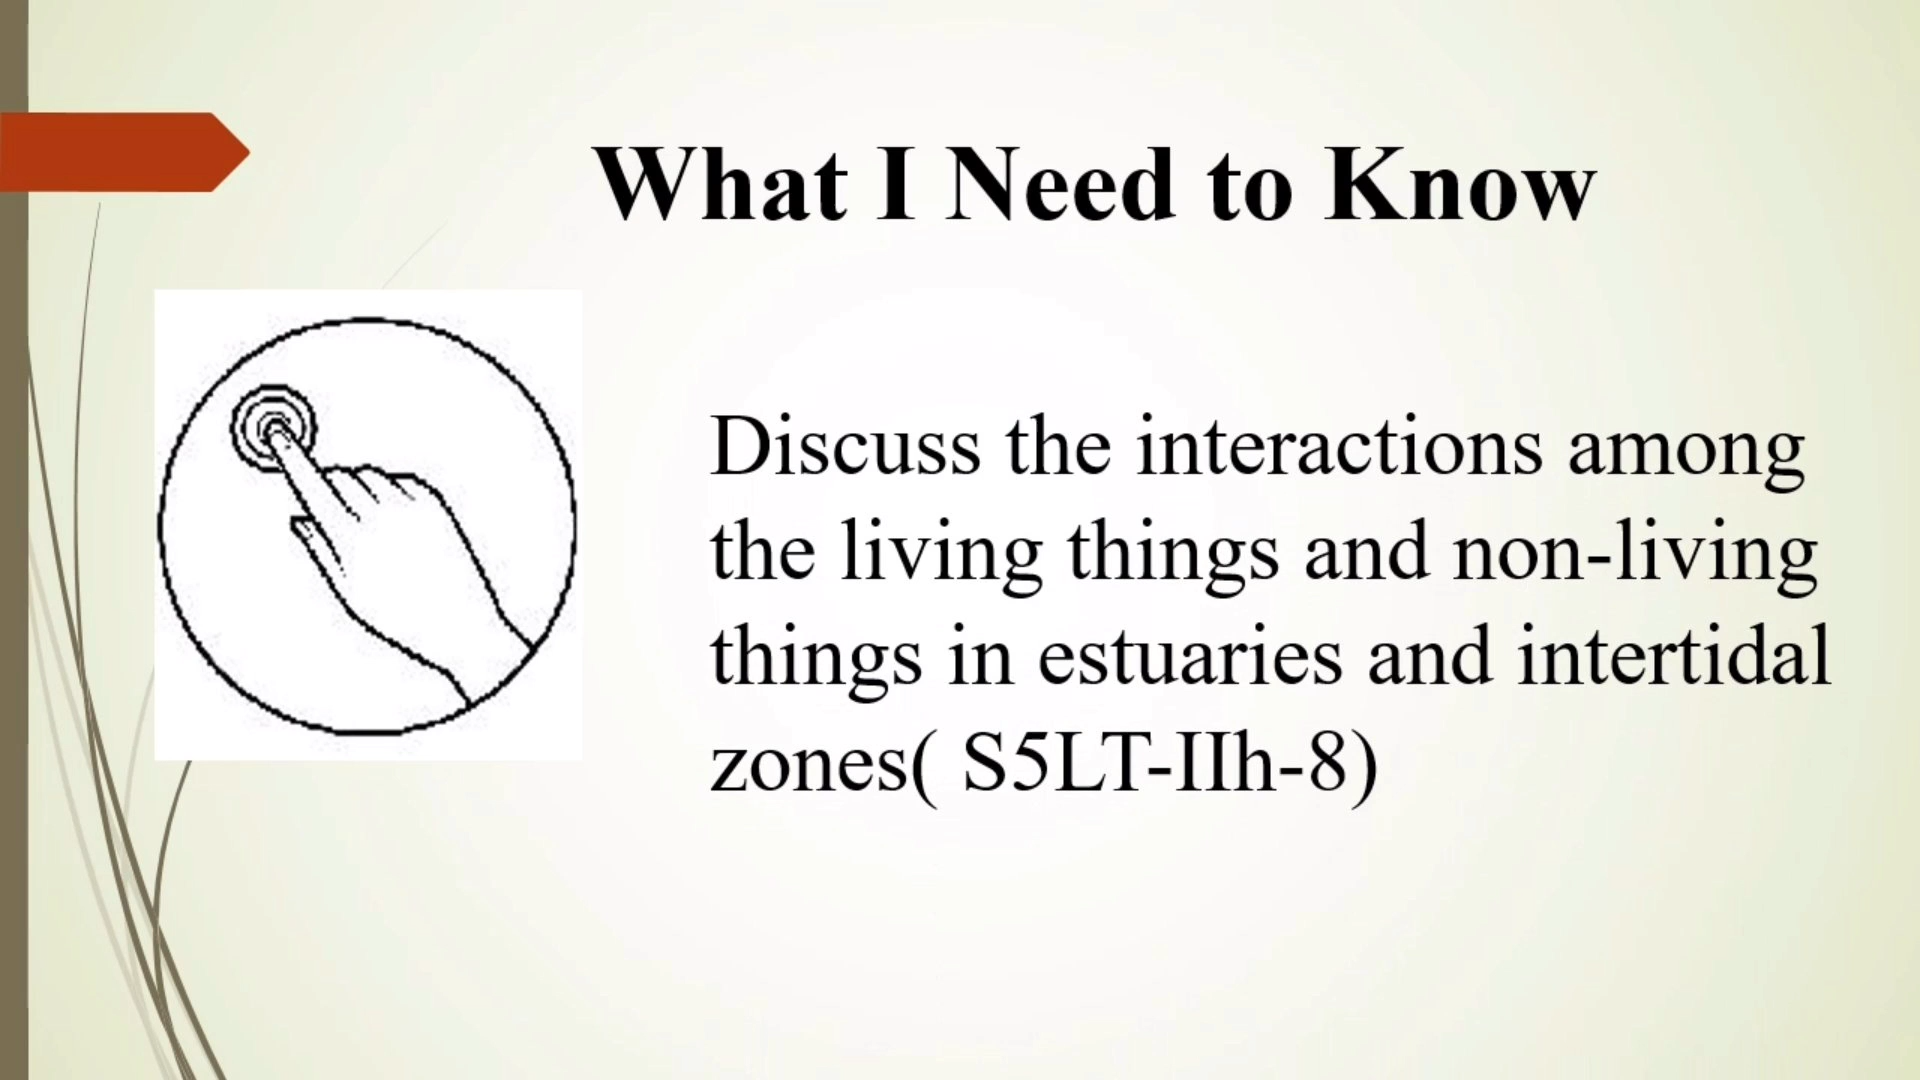 What I Need to Know
Discuss the interactions among
the living things and non-living
things in estuaries and intertidal
zones( S5LT-IIh-8)